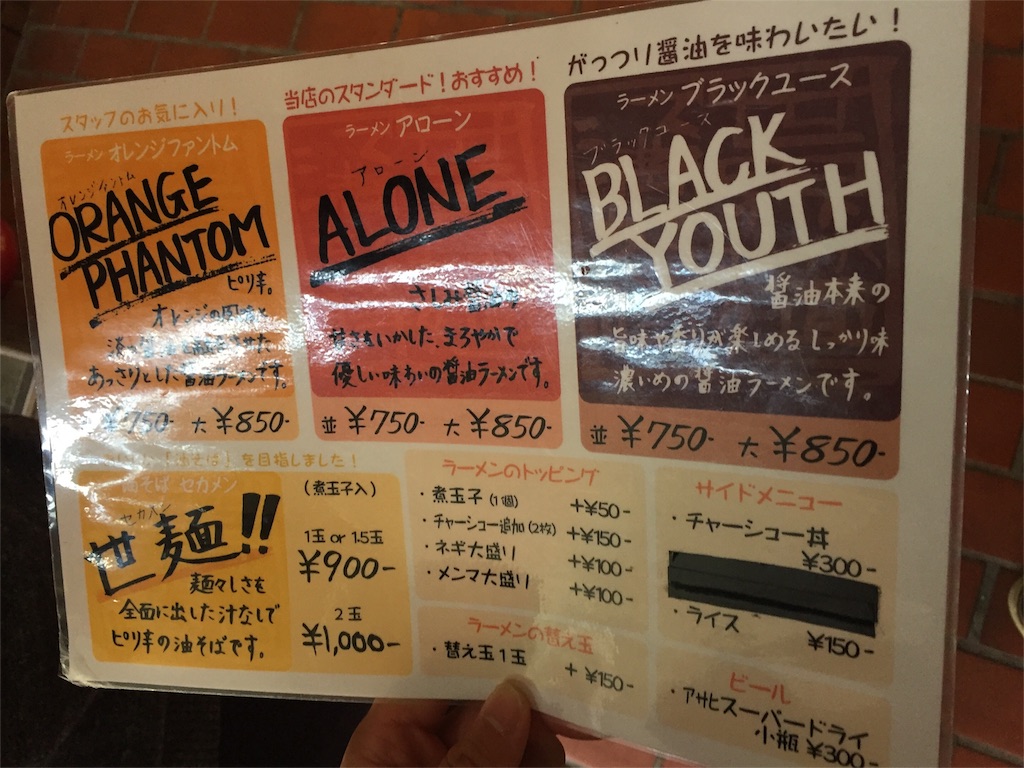 スタッフのお気に入り!
ラーメン オレンジファントム
オレンジファントム
ORANGE
PHANTOM
ピリ辛。
オレンジの風味と
あっさりとした醤油ラーメンです。
¥750- 大 ¥850-
当店のスタンダード!おすすめ!
ラーメン アローン
アローン
ALONE
焼きをいかした、まろやかで
優しい味わいの醤油ラーメンです。
並 ¥750- 大 ¥850-
がっつり醤油を味わいたい!
ラーメン ブラックユース
ブラックユース
BLACK
YOUTH
醤油本来の
旨味や香りが楽しめる しっかり味
濃いめの醤油ラーメンです。
並 ¥750- 大 ¥850-
「油そば」を目指しました!
油そば セカメン
セカメン
世麺!!
麺々しさを
全面に出した汁なしで
ピリ辛の油そばです。
(煮玉子入)
1玉 or 1.5玉
¥900-
2玉
¥1,000-
ラーメンのトッピング
・煮玉子(1個) +¥50-
・チャーシュー追加(2枚) +¥150-
・ネギ大盛り +¥100-
・メンマ大盛り +¥100-
ラーメンの替え玉
・替え玉1玉 +¥150-
サイドメニュー
・チャーシュー丼
¥300-
・ライス
¥150-
ビール
・アサヒスーパードライ
小瓶 ¥300-